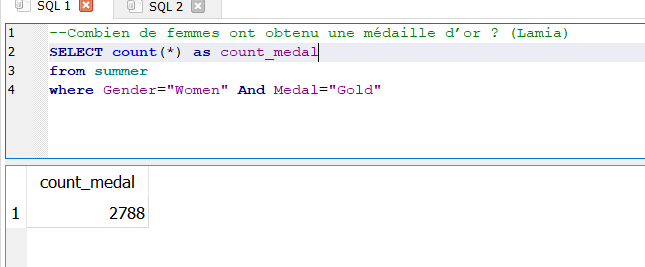 SQL 1
SQL 2
1 --Combien de femmes ont obtenu une médaille d’or ? (Lamia)
2 SELECT count(*) as count_medal
3 from summer
4 where Gender="Women" And Medal="Gold"
count_medal
1 2788